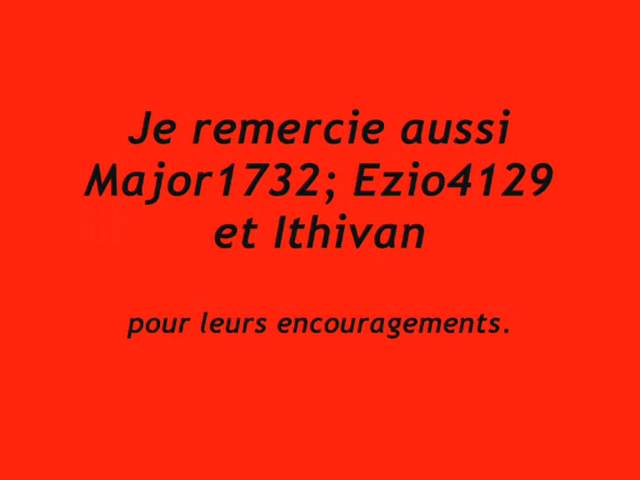 Je remercie aussi
Major1732; Ezio4129
et Ithivan
pour leurs encouragements.